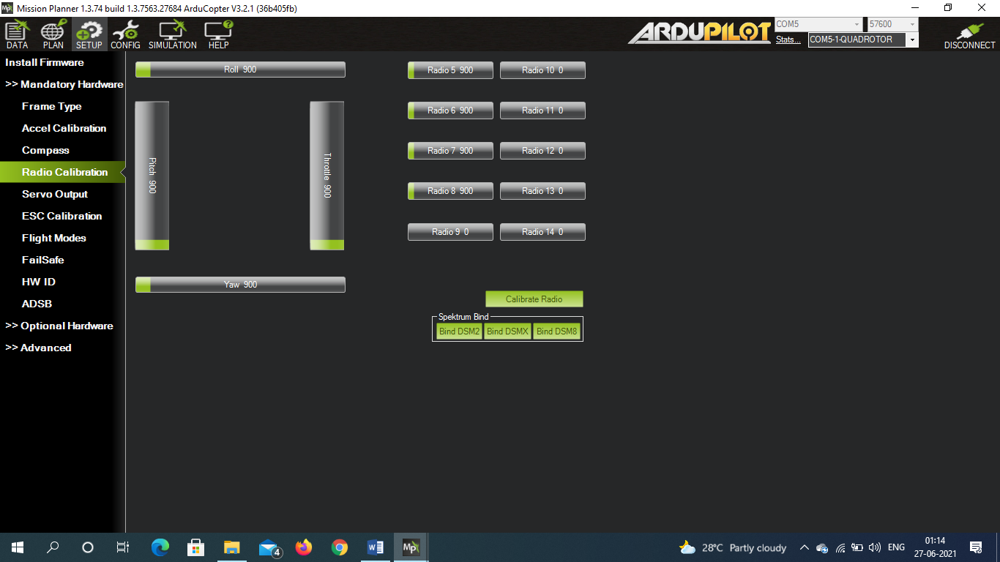 Mission Planner 1.3.74 build 1.3.7563.27684 ArduCopter V3.2.1 (36b405fb)
DATA PLAN SETUP CONFIG SIMULATION HELP
ARDUPILOT
COM5 57600
Stats... COM5-1-QUADROTOR
DISCONNECT
Install Firmware
>> Mandatory Hardware
Frame Type
Accel Calibration
Compass
Radio Calibration
Servo Output
ESC Calibration
Flight Modes
FailSafe
HW ID
ADSB
>> Optional Hardware
>> Advanced
Roll 900
Pitch 900
Throttle 900
Yaw 900
Radio 5 900 Radio 10 0
Radio 6 900 Radio 11 0
Radio 7 900 Radio 12 0
Radio 8 900 Radio 13 0
Radio 9 0 Radio 14 0
Calibrate Radio
Spektrum Bind
Bind DSM2 Bind DSMX Bind DSM8
4
28°C Partly cloudy
ENG
01:14
27-06-2021